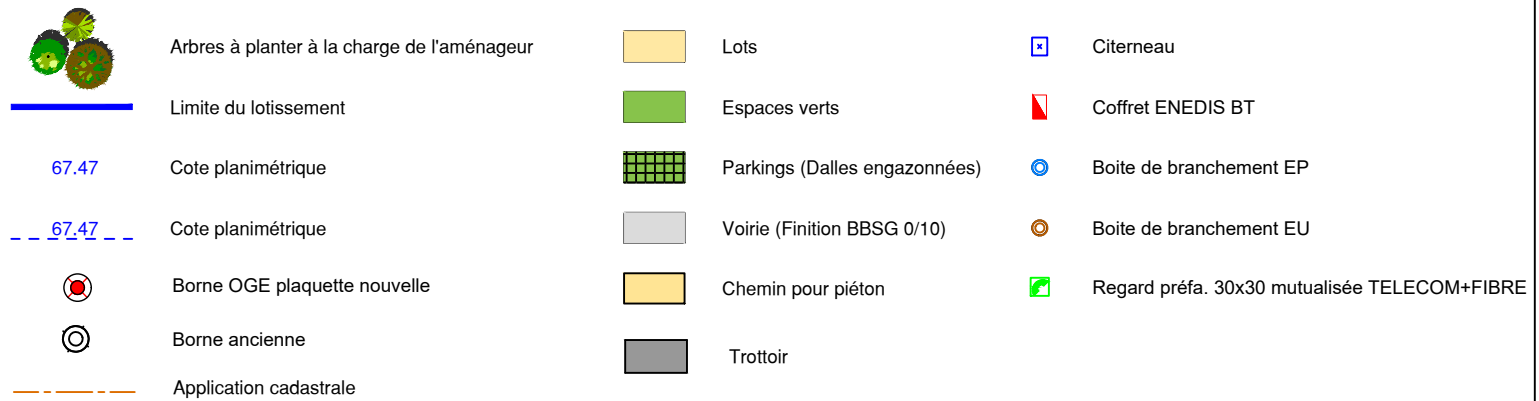 Arbres à planter à la charge de l'aménageur
Limite du lotissement
67.47 Cote planimétrique
67.47 Cote planimétrique
Borne OGE plaquette nouvelle
Borne ancienne
Application cadastrale
Lots
Espaces verts
Parkings (Dalles engazonnées)
Voirie (Finition BBSG 0/10)
Chemin pour piéton
Trottoir
Citerneau
Coffret ENEDIS BT
Boite de branchement EP
Boite de branchement EU
Regard préfa. 30x30 mutualisée TELECOM+FIBRE